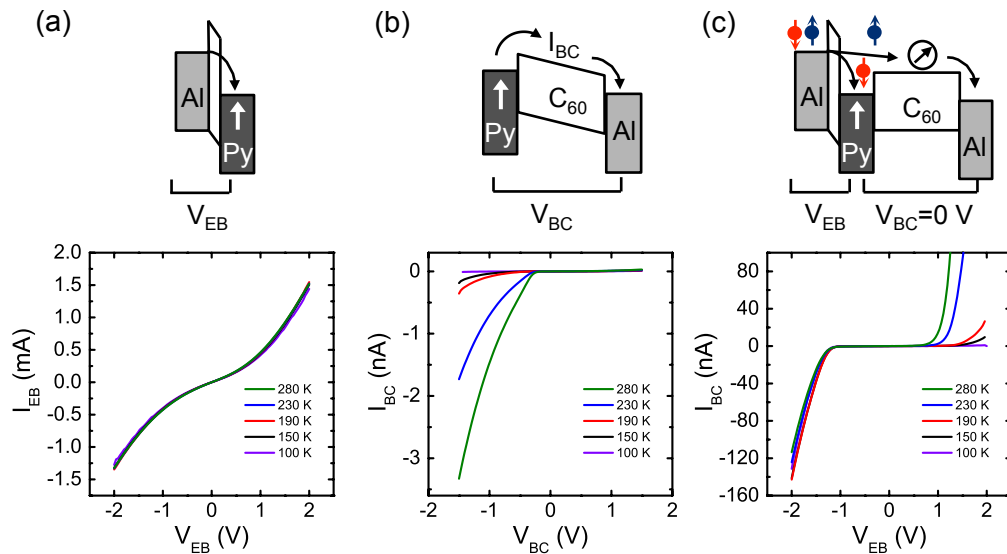 (a)
Al
Py
V_EB
(b)
I_BC
Py
C₆₀
Al
V_BC
(c)
Al
Py
C₆₀
Al
V_EB
V_BC=0 V
I_EB (mA)
2.0
1.5
1.0
0.5
0.0
-0.5
-1.0
-1.5
280 K
230 K
190 K
150 K
100 K
-2 -1 0 1 2
V_EB (V)
I_BC (nA)
0
-1
-2
-3
280 K
230 K
190 K
150 K
100 K
-2 -1 0 1 2
V_BC (V)
I_BC (nA)
80
40
0
-40
-80
-120
-160
280 K
230 K
190 K
150 K
100 K
-2 -1 0 1 2
V_EB (V)